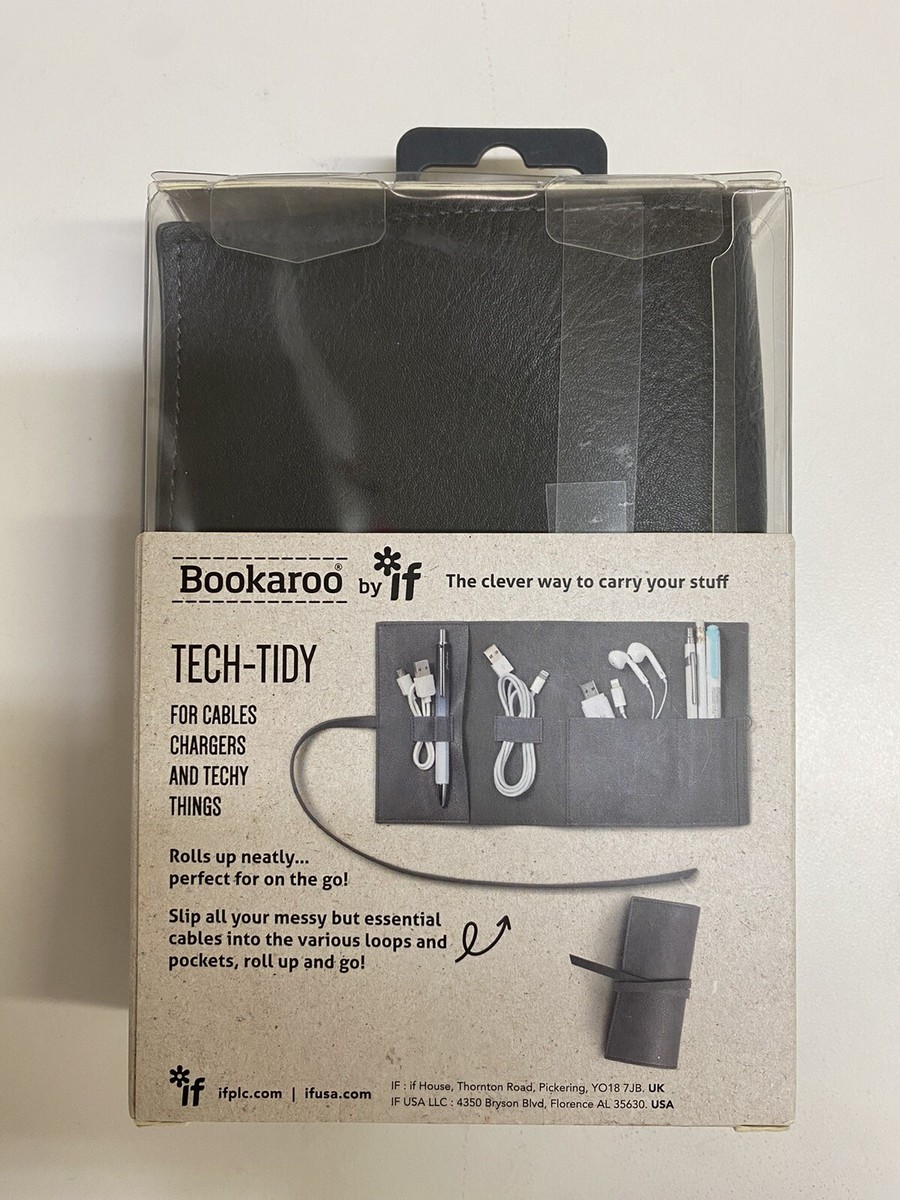 Bookaroo® by if The clever way to carry your stuff
TECH-TIDY
FOR CABLES
CHARGERS
AND TECHY
THINGS
Rolls up neatly...
perfect for on the go!
Slip all your messy but essential
cables into the various loops and
pockets, roll up and go!
if ifplc.com | ifusa.com
IF : if House, Thornton Road, Pickering, YO18 7JB. UK
IF USA LLC : 4350 Bryson Blvd, Florence AL 35630. USA